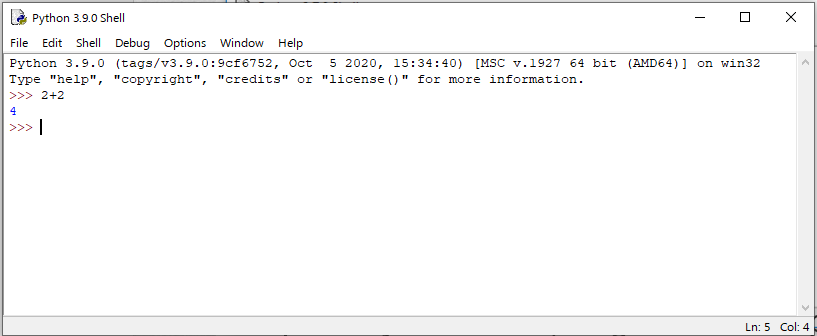 Python 3.9.0 Shell
File Edit Shell Debug Options Window Help
Python 3.9.0 (tags/v3.9.0:9cf6752, Oct  5 2020, 15:34:40) [MSC v.1927 64 bit (AMD64)] on win32
Type "help", "copyright", "credits" or "license()" for more information.
>>> 2+2
4
>>>
Ln: 5 Col: 4